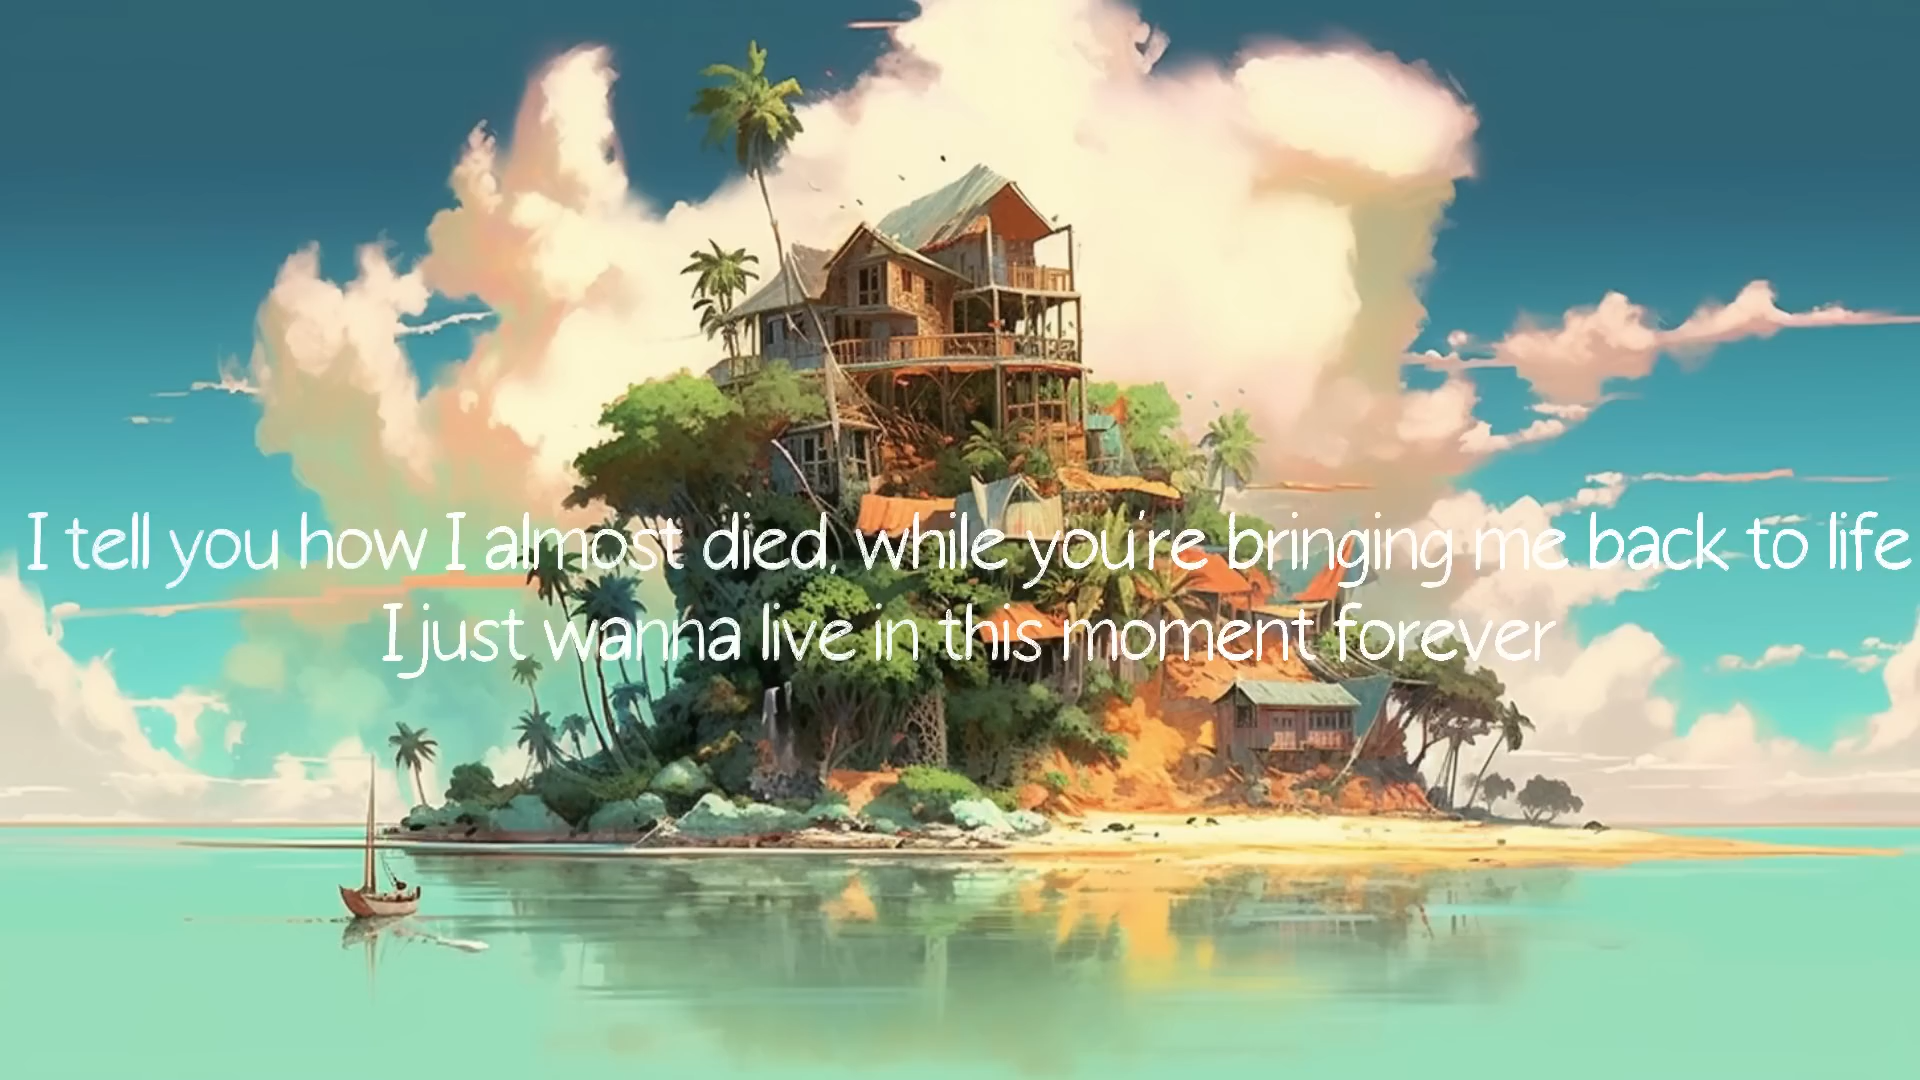 I tell you how I almost died, while you're bringing me back to life
I just wanna live in this moment forever